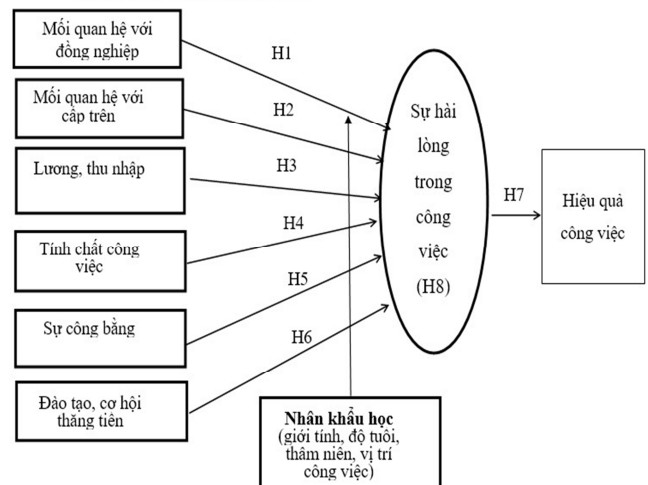 Mối quan hệ với
đồng nghiệp
H1
Mối quan hệ với
cấp trên
H2
Lương, thu nhập
H3
Tính chất công
việc
H4
Sự công bằng
H5
Đào tạo, cơ hội
thăng tiên
H6
Sự hài
lòng
trong
công
việc
(H8)
H7
Hiệu quả
công việc
Nhân khẩu học
(giới tính, độ tuổi,
thâm niên, vị trí
công việc)